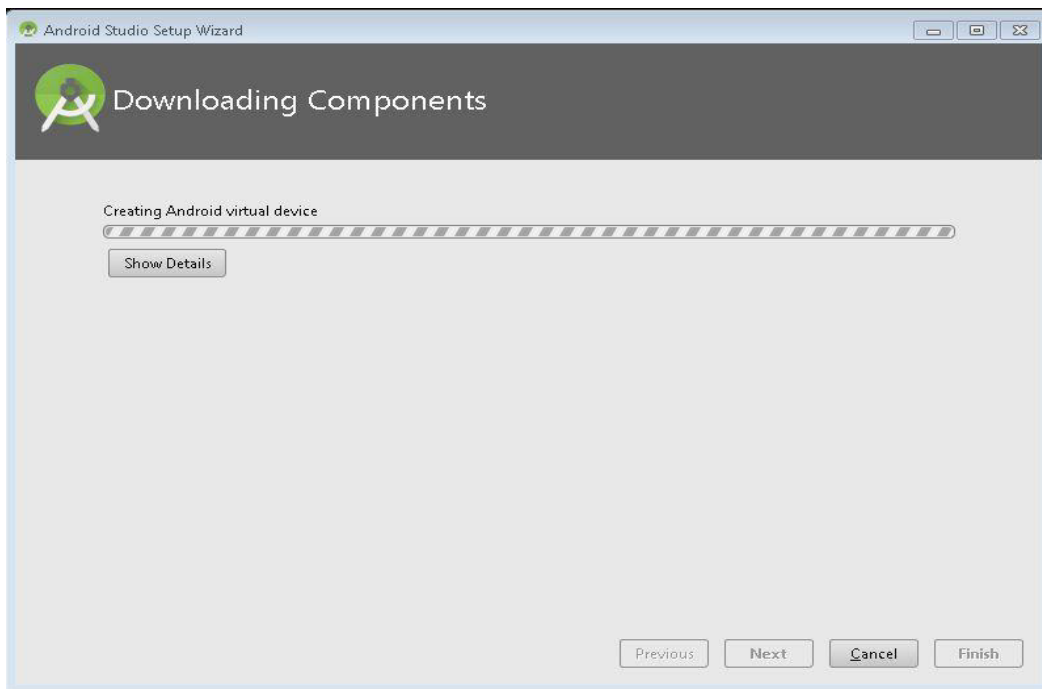 Android Studio Setup Wizard
Downloading Components
Creating Android virtual device
Show Details
Previous Next Cancel Finish